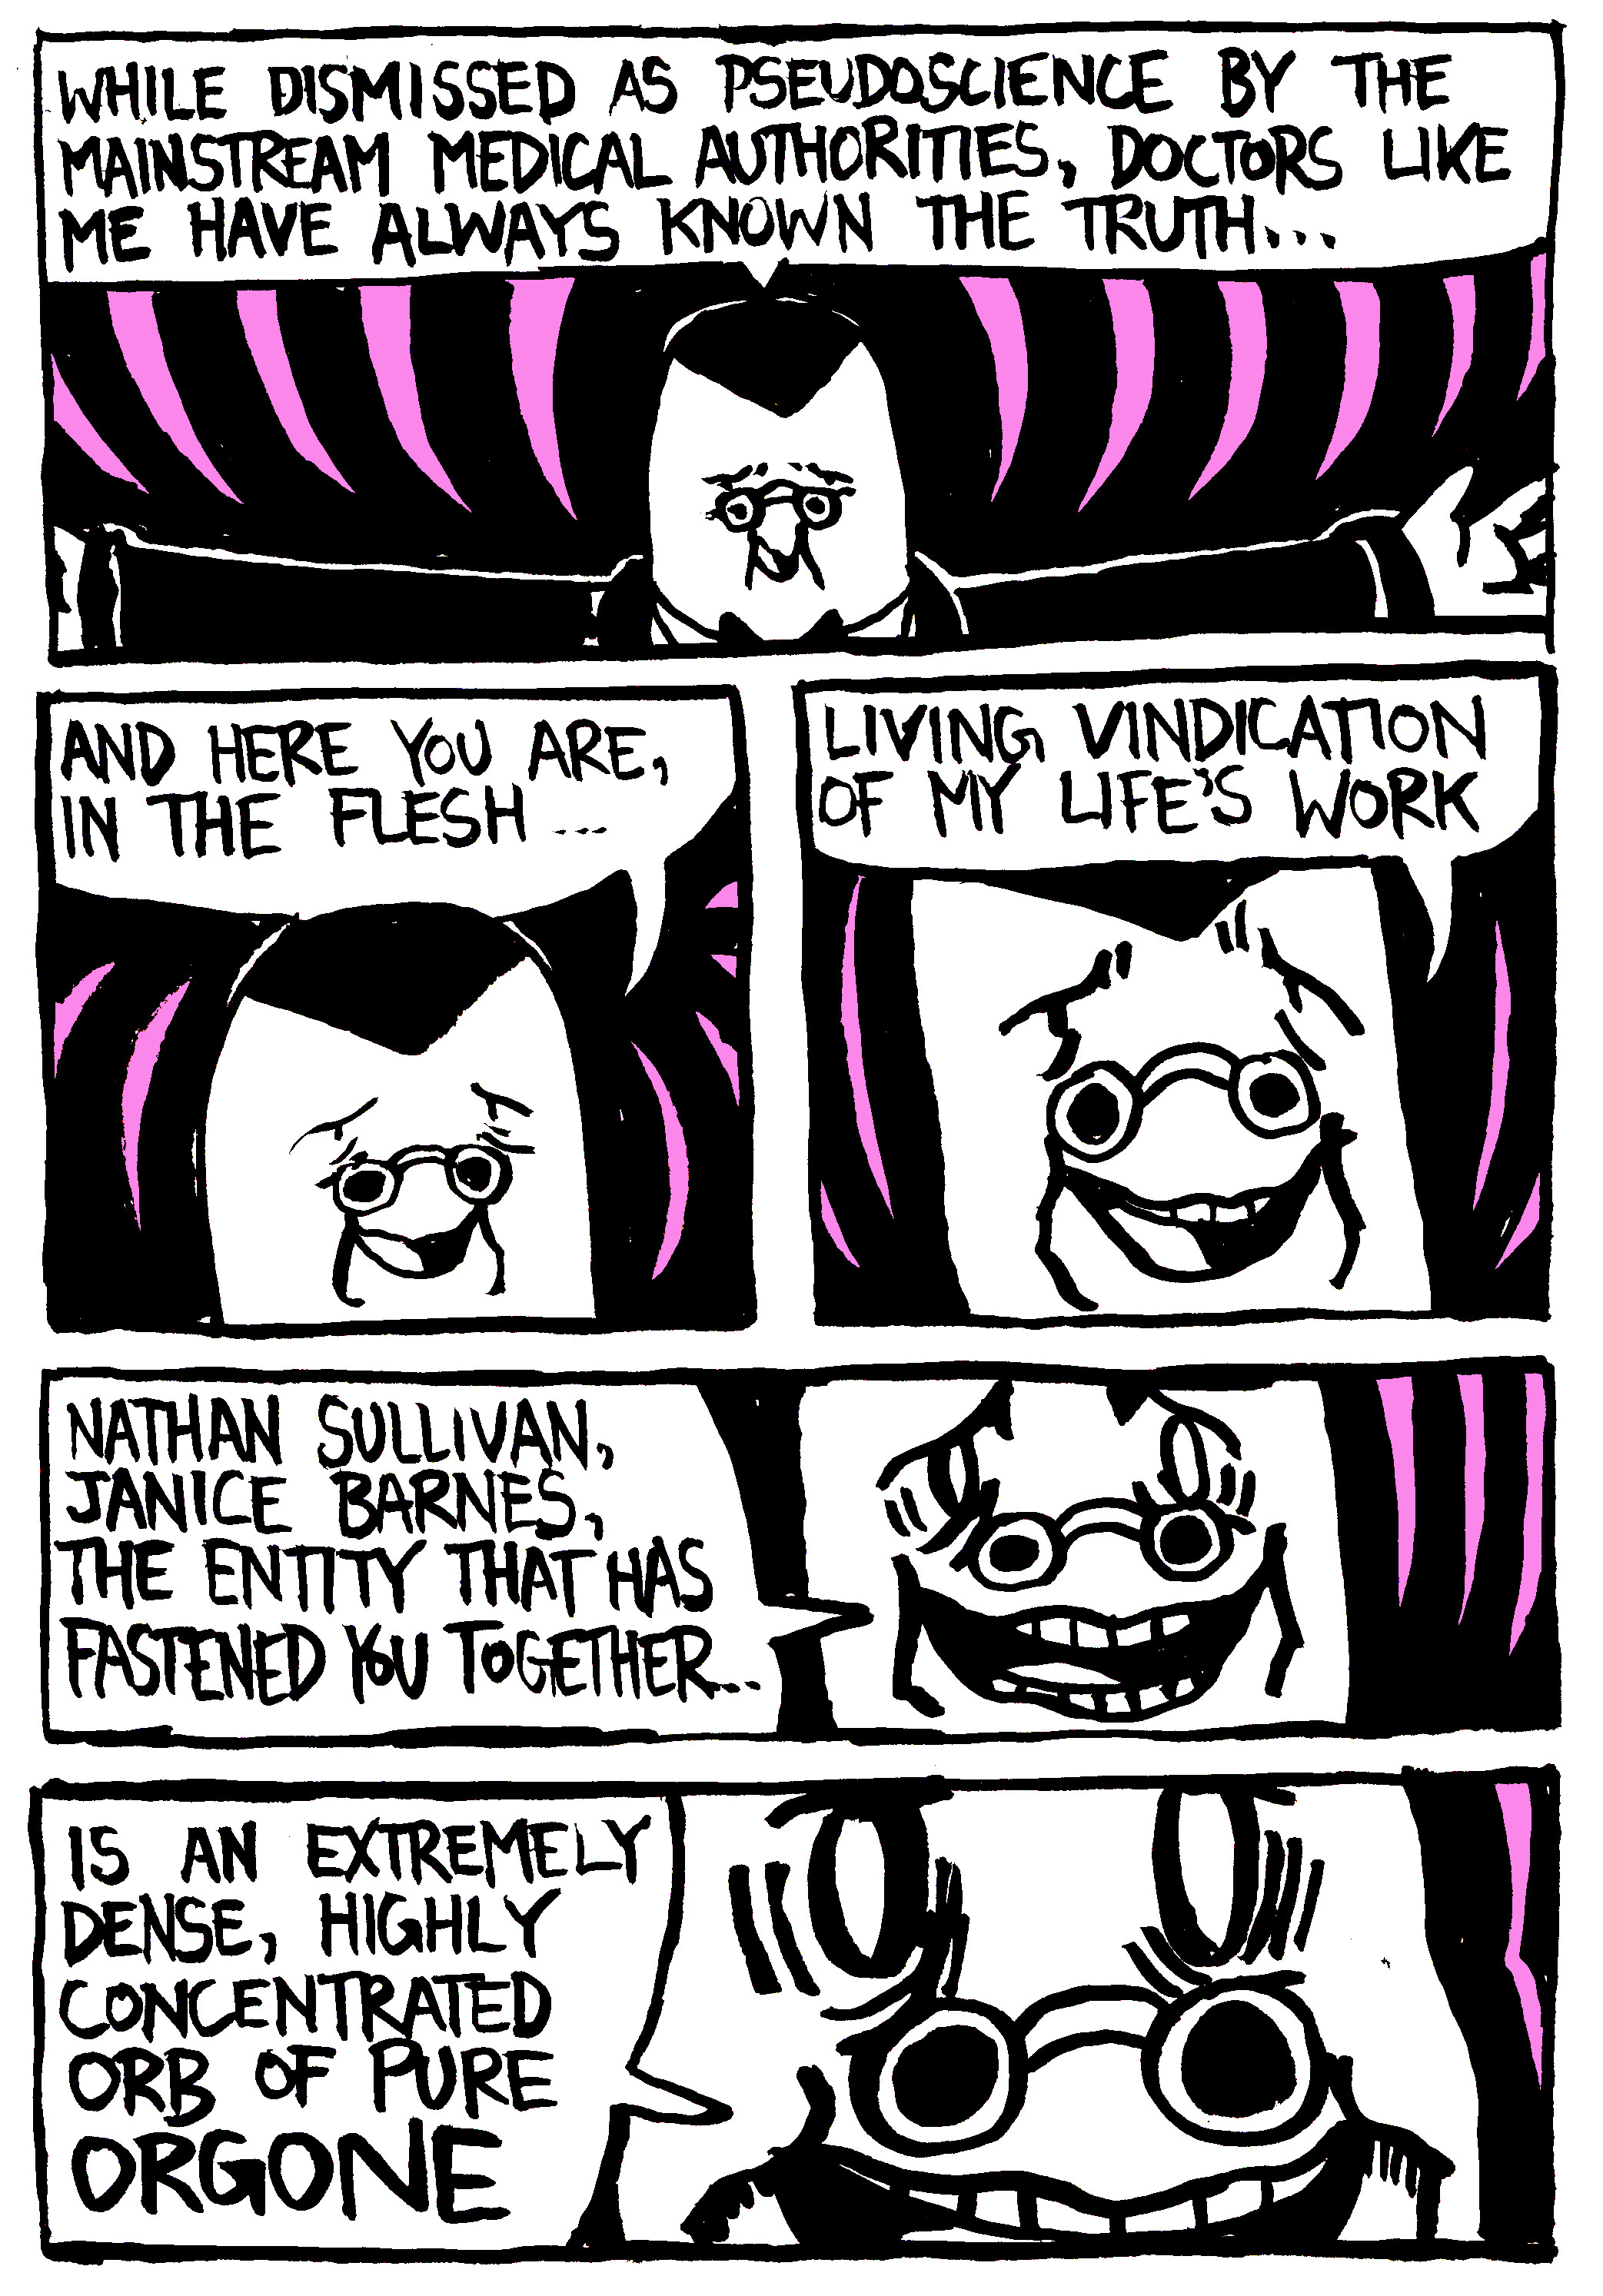 WHILE DISMISSED AS PSEUDOSCIENCE BY THE
MAINSTREAM MEDICAL AUTHORITIES, DOCTORS LIKE
ME HAVE ALWAYS KNOWN THE TRUTH...
AND HERE YOU ARE,
IN THE FLESH...
LIVING VINDICATION
OF MY LIFE'S WORK
NATHAN SULLIVAN,
JANICE BARNES,
THE ENTITY THAT HAS
FASTENED YOU TOGETHER...
IS AN EXTREMELY
DENSE, HIGHLY
CONCENTRATED
ORB OF PURE
ORGONE